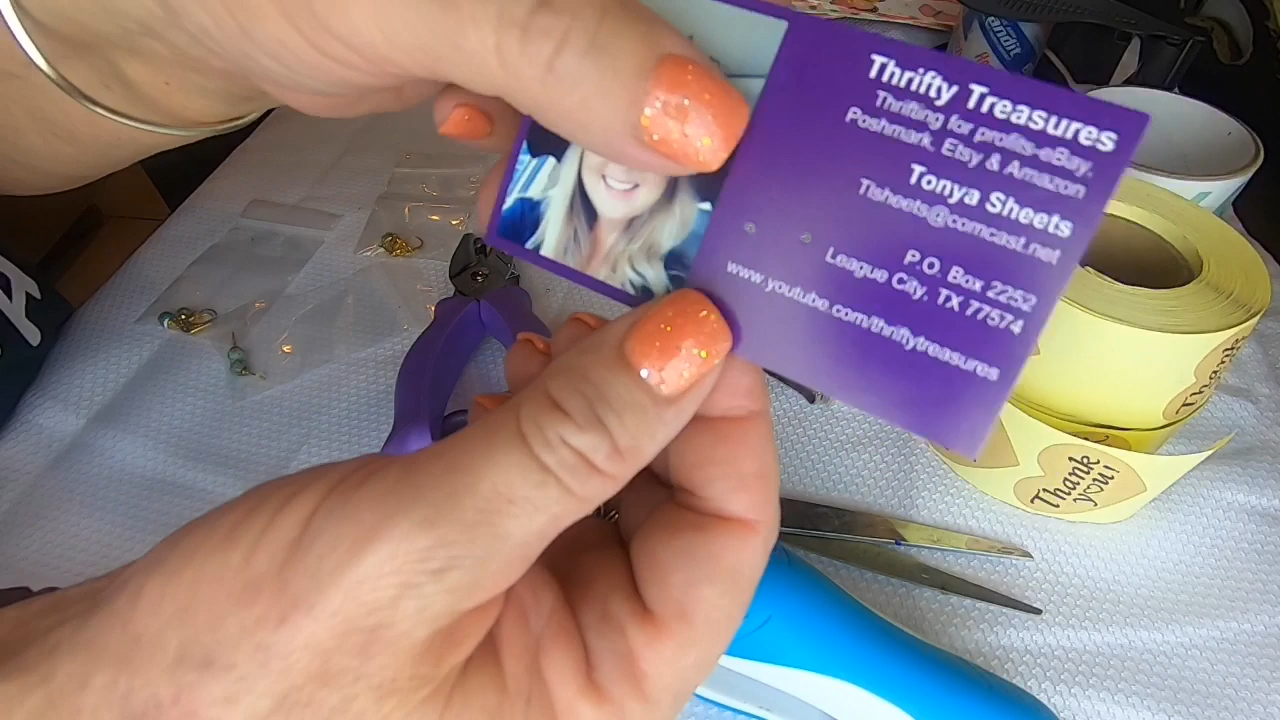 Thrifty Treasures
Thrifting for profits-eBay,
Poshmark, Etsy & Amazon
Tonya Sheets
Tlsheets@comcast.net
P.O. Box 2252
League City, TX 77574
www.youtube.com/thriftytreasures
Thank
Thank
you!